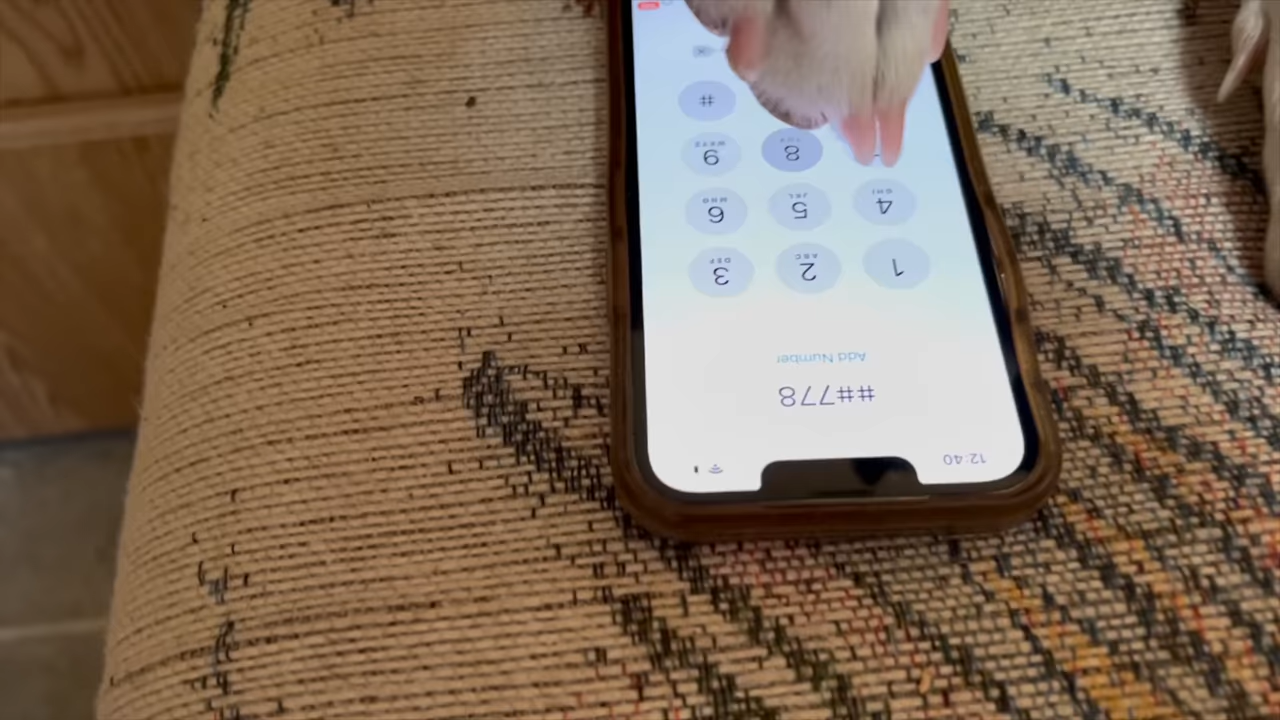 12:40
##778
Add Number
1 2 3
ABC DEF
4 5 6
GHI JKL MNO
8 9
TUV WXYZ
#